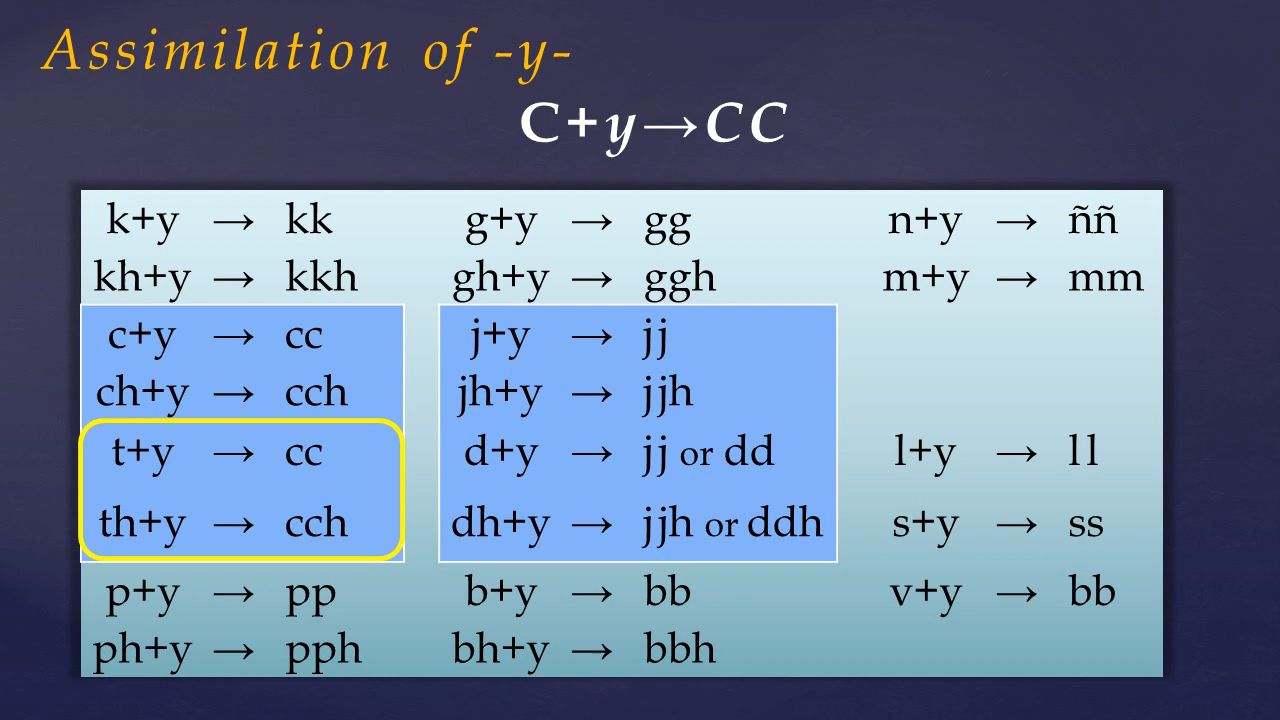 Assimilation of -y-
C+y→CC
k+y → kk g+y → gg n+y → ññ
kh+y → kkh gh+y → ggh m+y → mm
c+y → cc j+y → jj
ch+y → cch jh+y → jjh
t+y → cc d+y → jj or dd l+y → ll
th+y → cch dh+y → jjh or ddh s+y → ss
p+y → pp b+y → bb v+y → bb
ph+y → pph bh+y → bbh